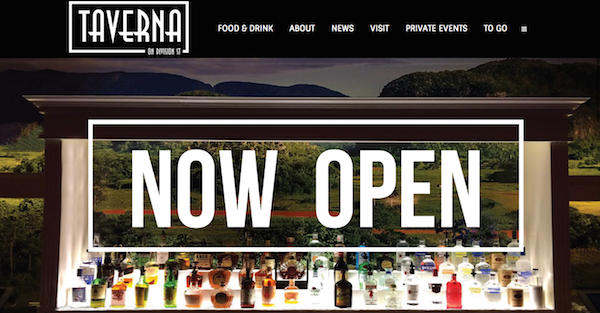 TAVERNA
ON DIVISION ST
FOOD & DRINK ABOUT NEWS VISIT PRIVATE EVENTS TO GO
NOW OPEN